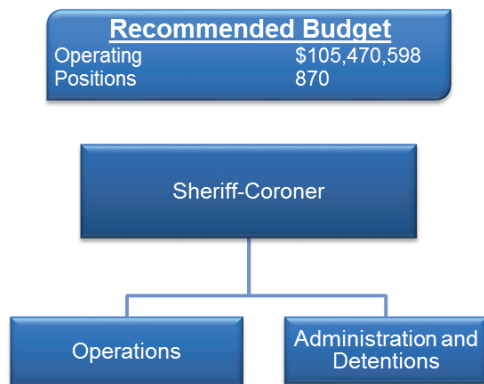 Recommended Budget
Operating $105,470,598
Positions 870
Sheriff-Coroner
Operations
Administration and
Detentions